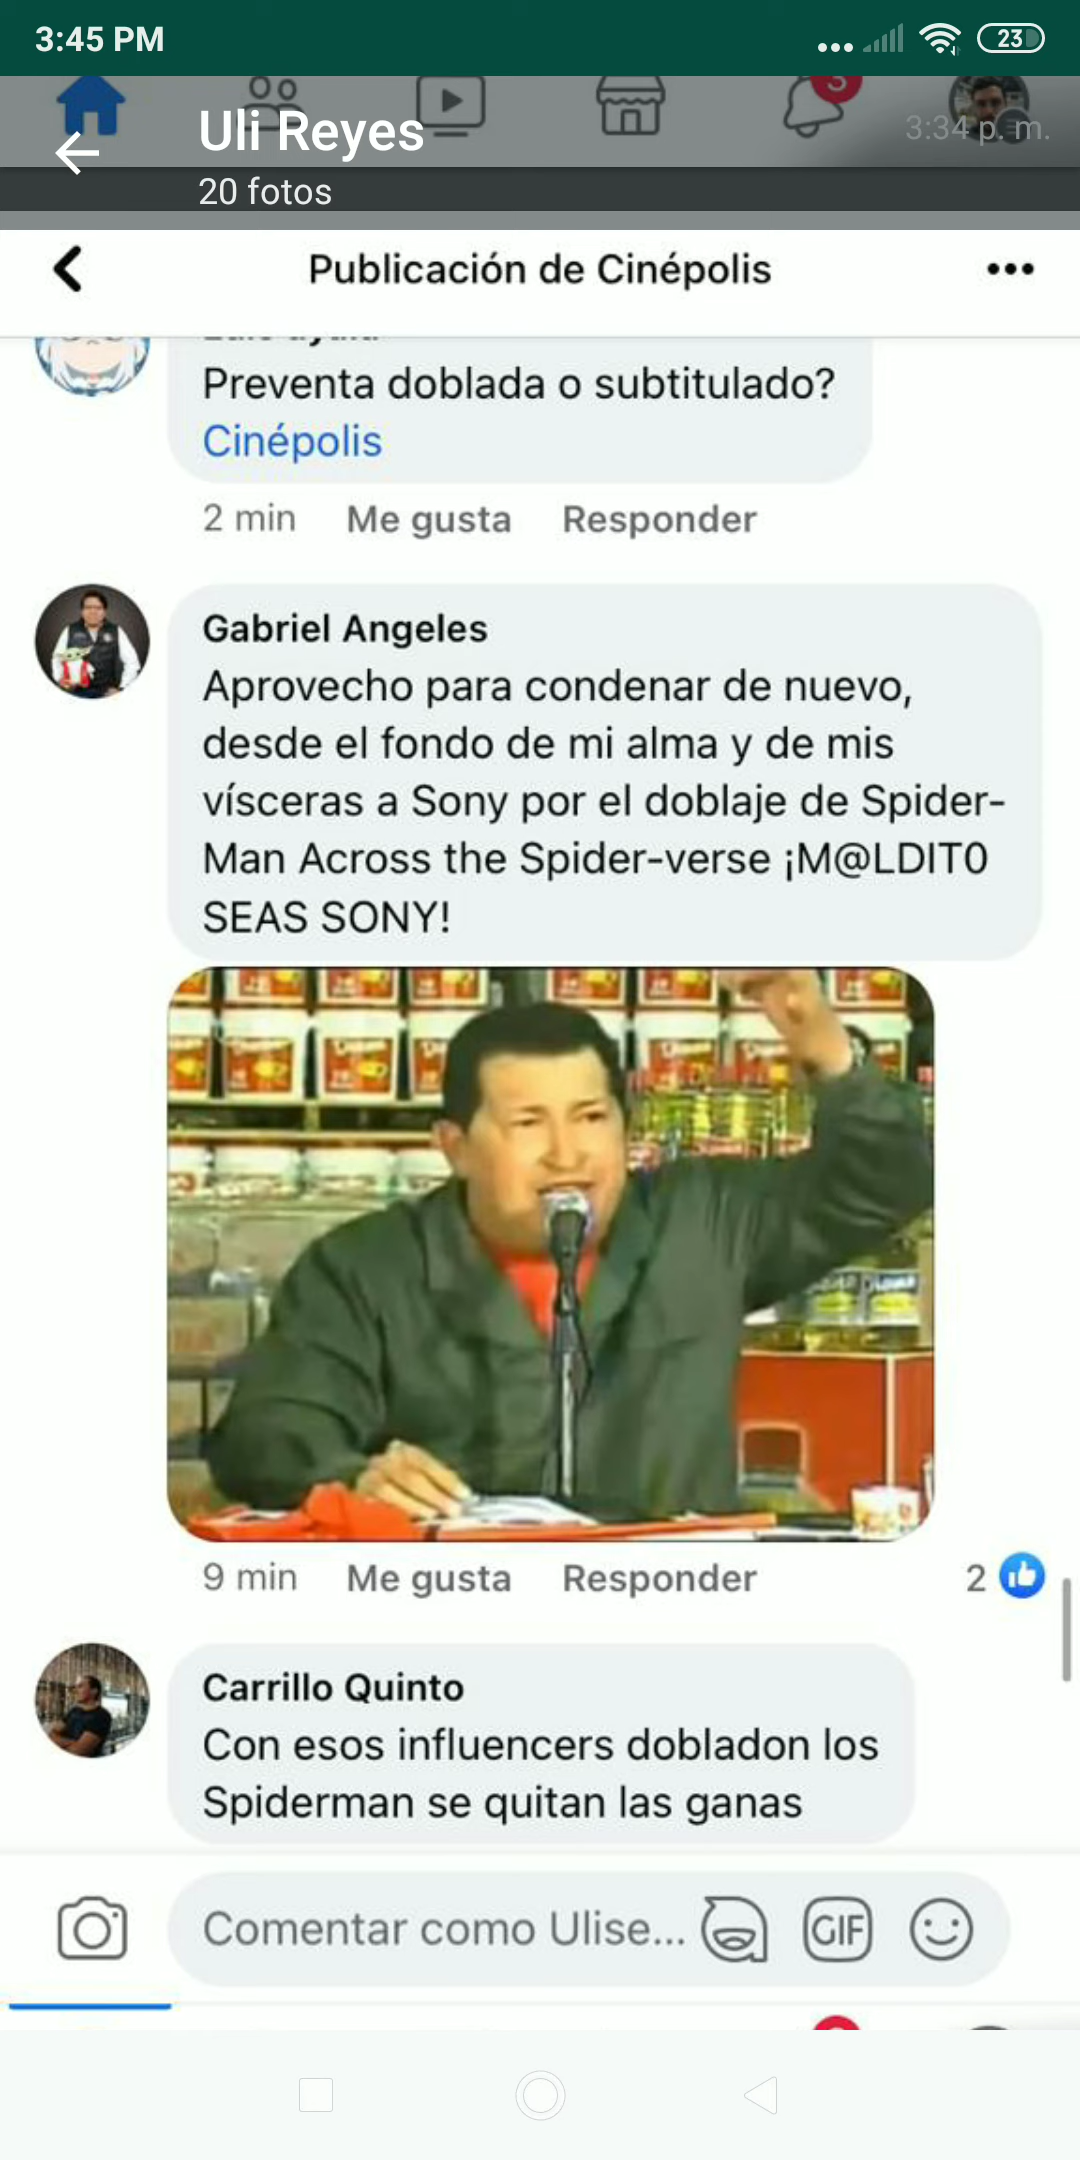 3:45 PM
23
3
Uli Reyes
3:34 p. m.
20 fotos
Publicación de Cinépolis
Preventa doblada o subtitulado?
Cinépolis
2 min Me gusta Responder
Gabriel Angeles
Aprovecho para condenar de nuevo,
desde el fondo de mi alma y de mis
vísceras a Sony por el doblaje de Spider-
Man Across the Spider-verse ¡M@LDIT0
SEAS SONY!
9 min Me gusta Responder 2
Carrillo Quinto
Con esos influencers dobladon los
Spiderman se quitan las ganas
Comentar como Ulise...
GIF